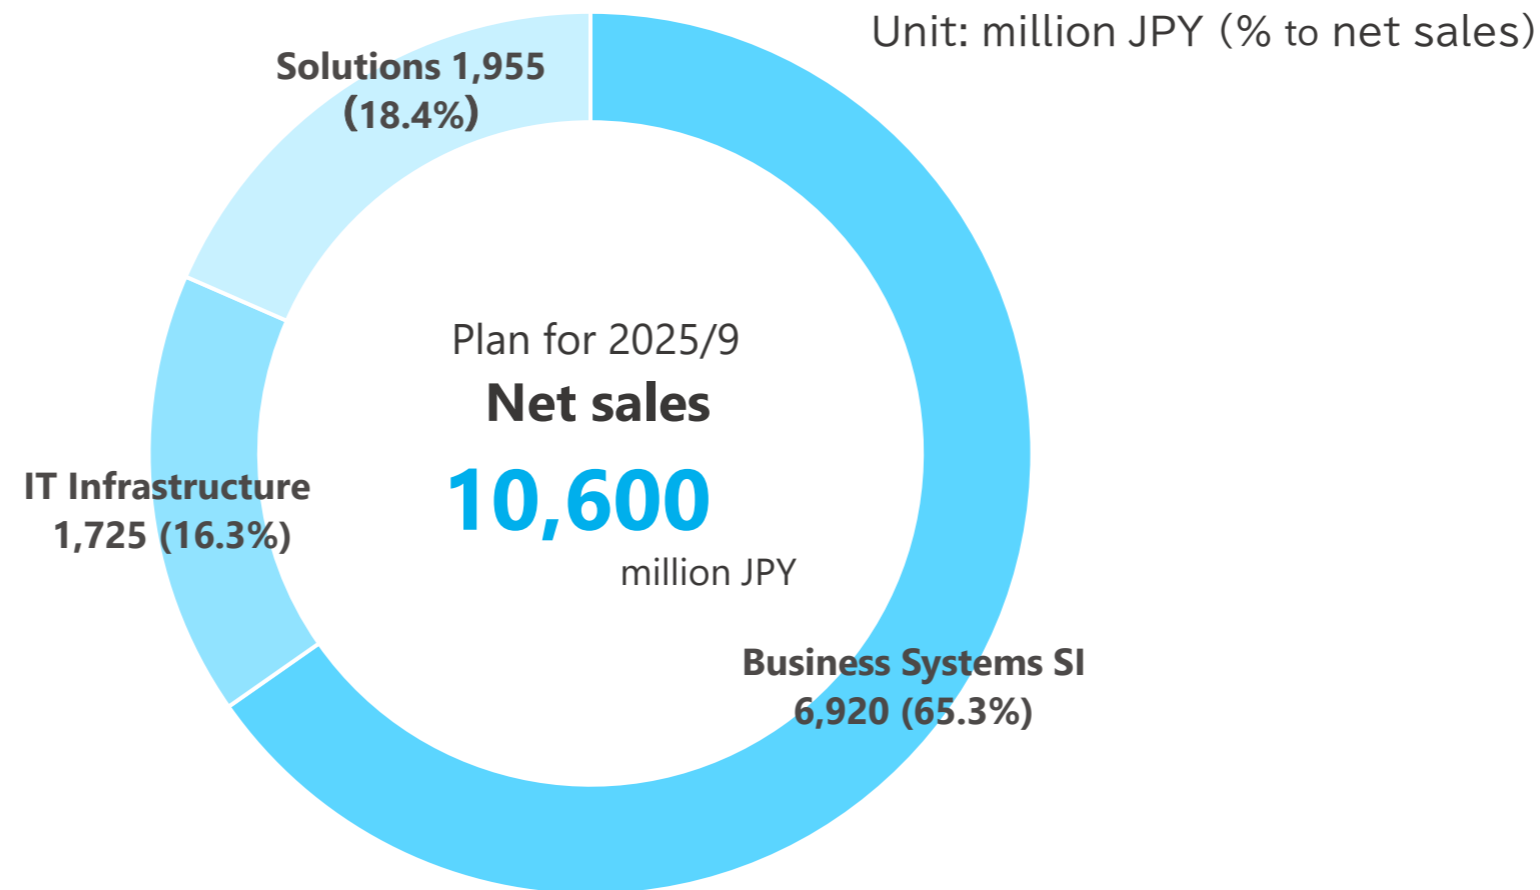 Unit: million JPY (% to net sales)
Solutions 1,955
(18.4%)
Plan for 2025/9
Net sales
10,600
million JPY
IT Infrastructure
1,725 (16.3%)
Business Systems SI
6,920 (65.3%)